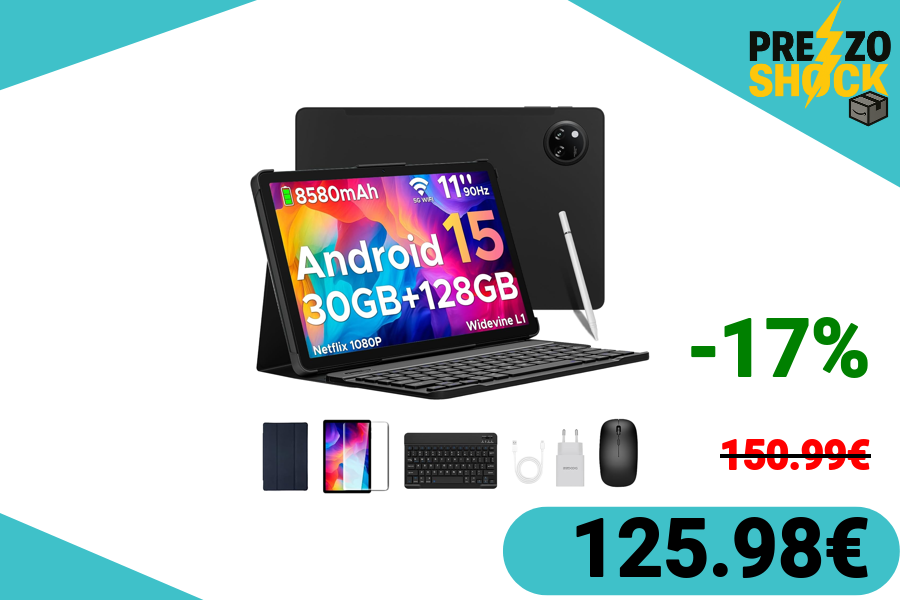 PREZZO
SHOCK
8580mAh
5G WiFi
11''
90Hz
Android 15
30GB+128GB
Widevine L1
Netflix 1080P
-17%
150.99€
125.98€